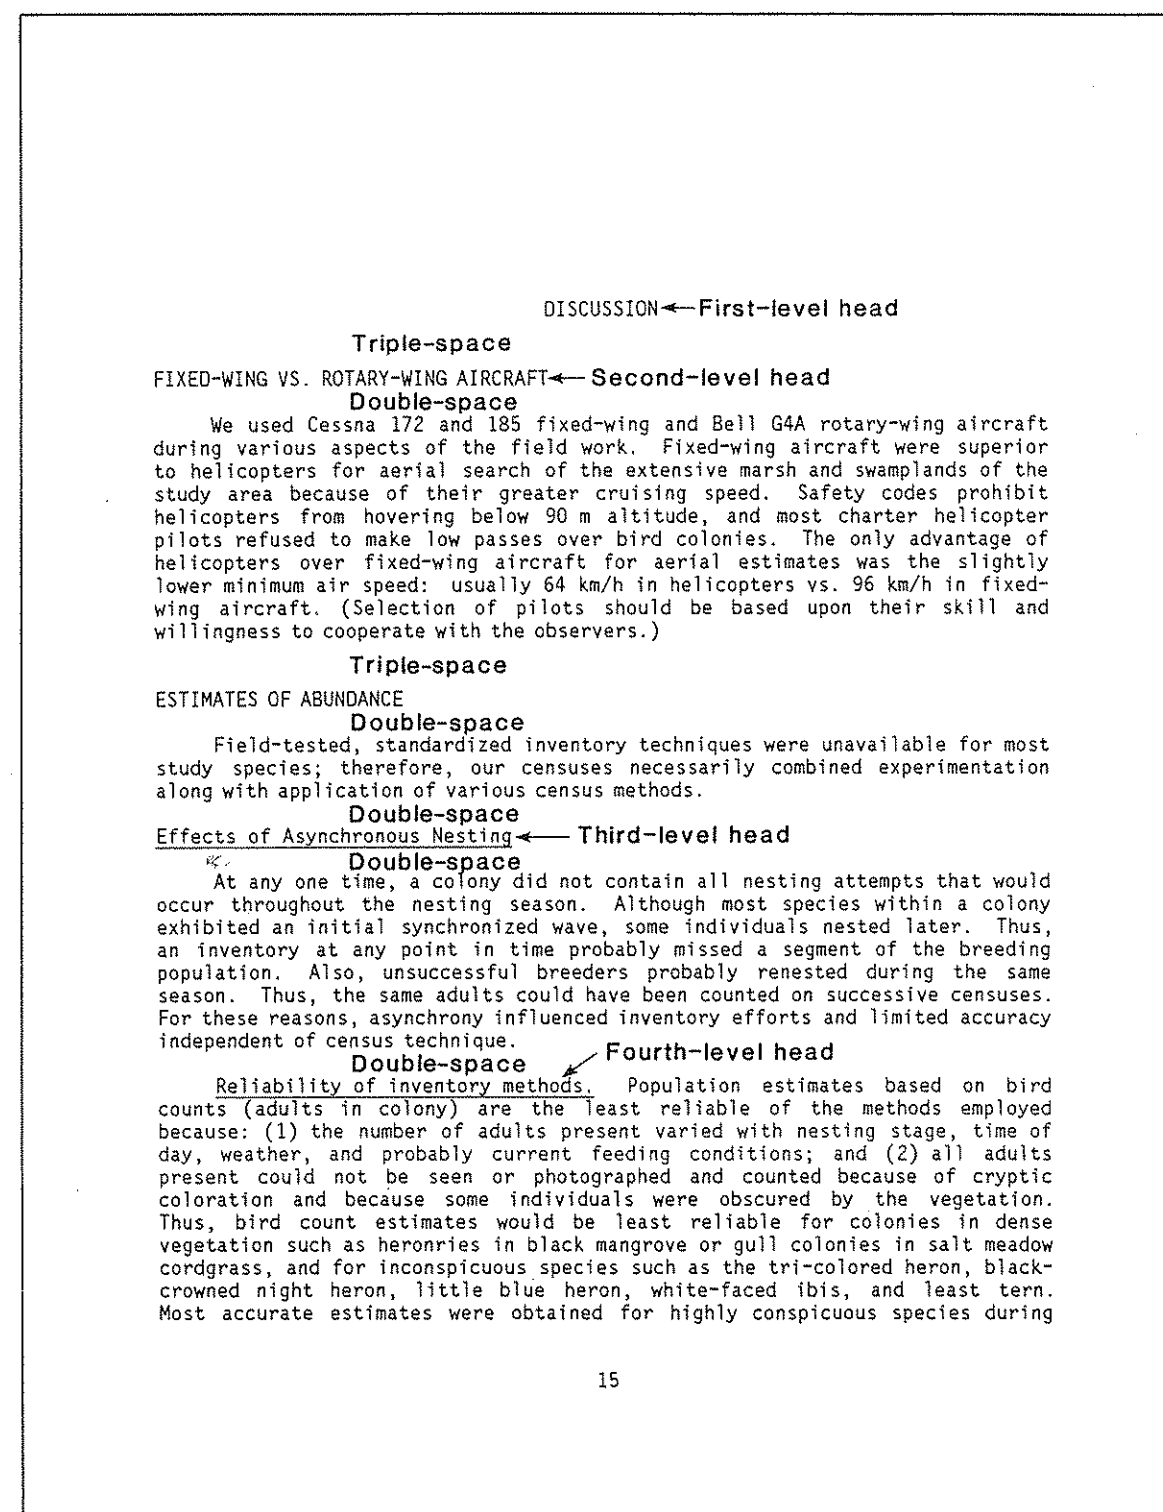 DISCUSSION←First-level head
Triple-space
FIXED-WING VS. ROTARY-WING AIRCRAFT←Second-level head
Double-space
We used Cessna 172 and 185 fixed-wing and Bell G4A rotary-wing aircraft
during various aspects of the field work. Fixed-wing aircraft were superior
to helicopters for aerial search of the extensive marsh and swamplands of the
study area because of their greater cruising speed. Safety codes prohibit
helicopters from hovering below 90 m altitude, and most charter helicopter
pilots refused to make low passes over bird colonies. The only advantage of
helicopters over fixed-wing aircraft for aerial estimates was the slightly
lower minimum air speed: usually 64 km/h in helicopters vs. 96 km/h in fixed-
wing aircraft. (Selection of pilots should be based upon their skill and
willingness to cooperate with the observers.)
Triple-space
ESTIMATES OF ABUNDANCE
Double-space
Field-tested, standardized inventory techniques were unavailable for most
study species; therefore, our censuses necessarily combined experimentation
along with application of various census methods.
Double-space
Effects of Asynchronous Nesting←Third-level head
Double-space
At any one time, a colony did not contain all nesting attempts that would
occur throughout the nesting season. Although most species within a colony
exhibited an initial synchronized wave, some individuals nested later. Thus,
an inventory at any point in time probably missed a segment of the breeding
population. Also, unsuccessful breeders probably renested during the same
season. Thus, the same adults could have been counted on successive censuses.
For these reasons, asynchrony influenced inventory efforts and limited accuracy
independent of census technique.
Double-space Fourth-level head
Reliability of inventory methods. Population estimates based on bird
counts (adults in colony) are the least reliable of the methods employed
because: (1) the number of adults present varied with nesting stage, time of
day, weather, and probably current feeding conditions; and (2) all adults
present could not be seen or photographed and counted because of cryptic
coloration and because some individuals were obscured by the vegetation.
Thus, bird count estimates would be least reliable for colonies in dense
vegetation such as heronries in black mangrove or gull colonies in salt meadow
cordgrass, and for inconspicuous species such as the tri-colored heron, black-
crowned night heron, little blue heron, white-faced ibis, and least tern.
Most accurate estimates were obtained for highly conspicuous species during
15